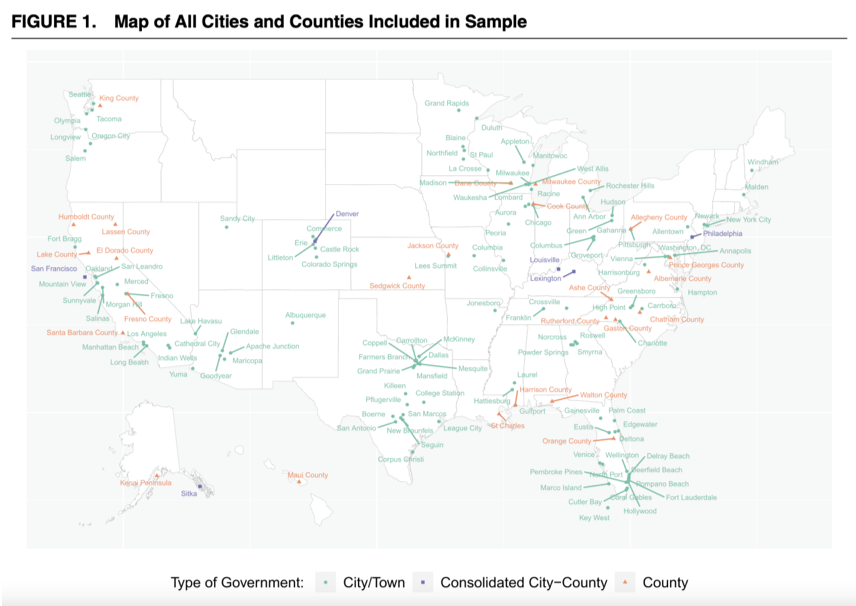 FIGURE 1. Map of All Cities and Counties Included in Sample
Seattle
King County
Olympia
Tacoma
Longview
Oregon City
Salem
Grand Rapids
Duluth
Blaine
Northfield
St Paul
La Crosse
Appleton
Manitowoc
Milwaukee
West Allis
Madison
Dane County
Milwaukee County
Waukesha
Lombard
Racine
Rochester Hills
Cook County
Hudson
Aurora
Chicago
Ann Arbor
Peoria
Green
Gahanna
Allegheny County
Pittsburgh
Windham
Malden
Newark
New York City
Allentown
Philadelphia
Humboldt County
Lassen County
Fort Bragg
Lake County
El Dorado County
San Francisco
Oakland
San Leandro
Mountain View
Merced
Sunnyvale
Morgan Hill
Fresno
Salinas
Fresno County
Santa Barbara County
Los Angeles
Manhattan Beach
Long Beach
Lake Havasu
Cathedral City
Indian Wells
Yuma
Glendale
Apache Junction
Maricopa
Goodyear
Sandy City
Denver
Commerce
Erie
Castle Rock
Littleton
Colorado Springs
Albuquerque
Jackson County
Lees Summit
Sedgwick County
Columbia
Collinsville
Columbus
Groveport
Louisville
Lexington
Washington, DC
Annapolis
Vienna
Prince Georges County
Harrisonburg
Albemarle County
Hampton
Ashe County
Greensboro
Jonesboro
Crossville
Franklin
High Point
Carrboro
Rutherford County
Gaston County
Chatham County
Charlotte
Norcross
Roswell
Powder Springs
Smyrna
Coppell
Carrollton
McKinney
Farmers Branch
Dallas
Grand Prairie
Mansfield
Mesquite
Killeen
College Station
Pflugerville
Boerne
San Marcos
San Antonio
New Braunfels
League City
Seguin
Corpus Christi
Laurel
Harrison County
Hattiesburg
Gulfport
St Charles
Walton County
Gainesville
Palm Coast
Eustis
Edgewater
Orange County
Deltona
Venice
Wellington
Delray Beach
Pembroke Pines
North Port
Deerfield Beach
Marco Island
Pompano Beach
Cutler Bay
Coral Gables
Fort Lauderdale
Hollywood
Key West
Kenai Peninsula
Sitka
Maui County
Type of Government: City/Town Consolidated City−County County